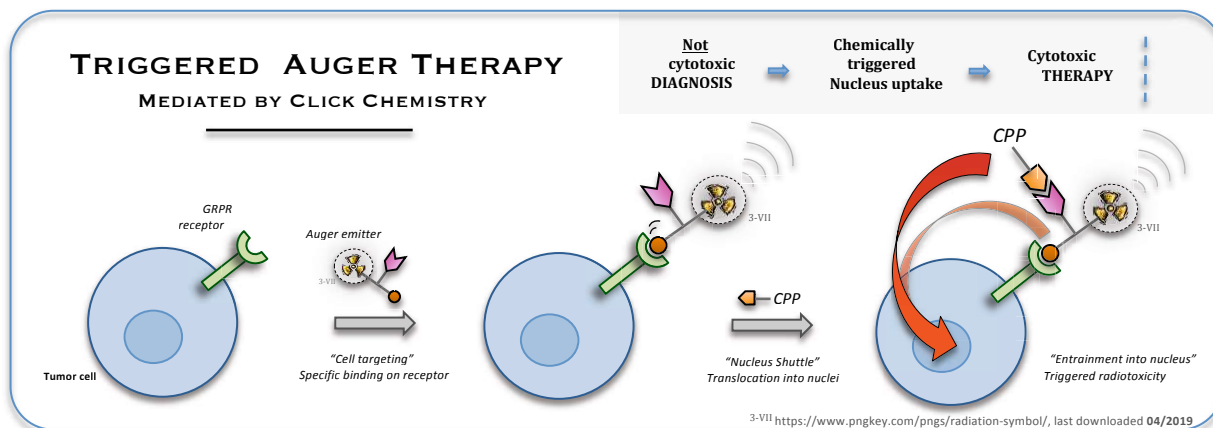 TRIGGERED AUGER THERAPY
MEDIATED BY CLICK CHEMISTRY
Not
cytotoxic
DIAGNOSIS
Chemically
triggered
Nucleus uptake
Cytotoxic
THERAPY
GRPR
receptor
Auger emitter
3-VII
Tumor cell
"Cell targeting"
Specific binding on receptor
3-VII
CPP
"Nucleus Shuttle"
Translocation into nuclei
CPP
3-VII
"Entrainment into nucleus"
Triggered radiotoxicity
3-VII https://www.pngkey.com/pngs/radiation-symbol/, last downloaded 04/2019